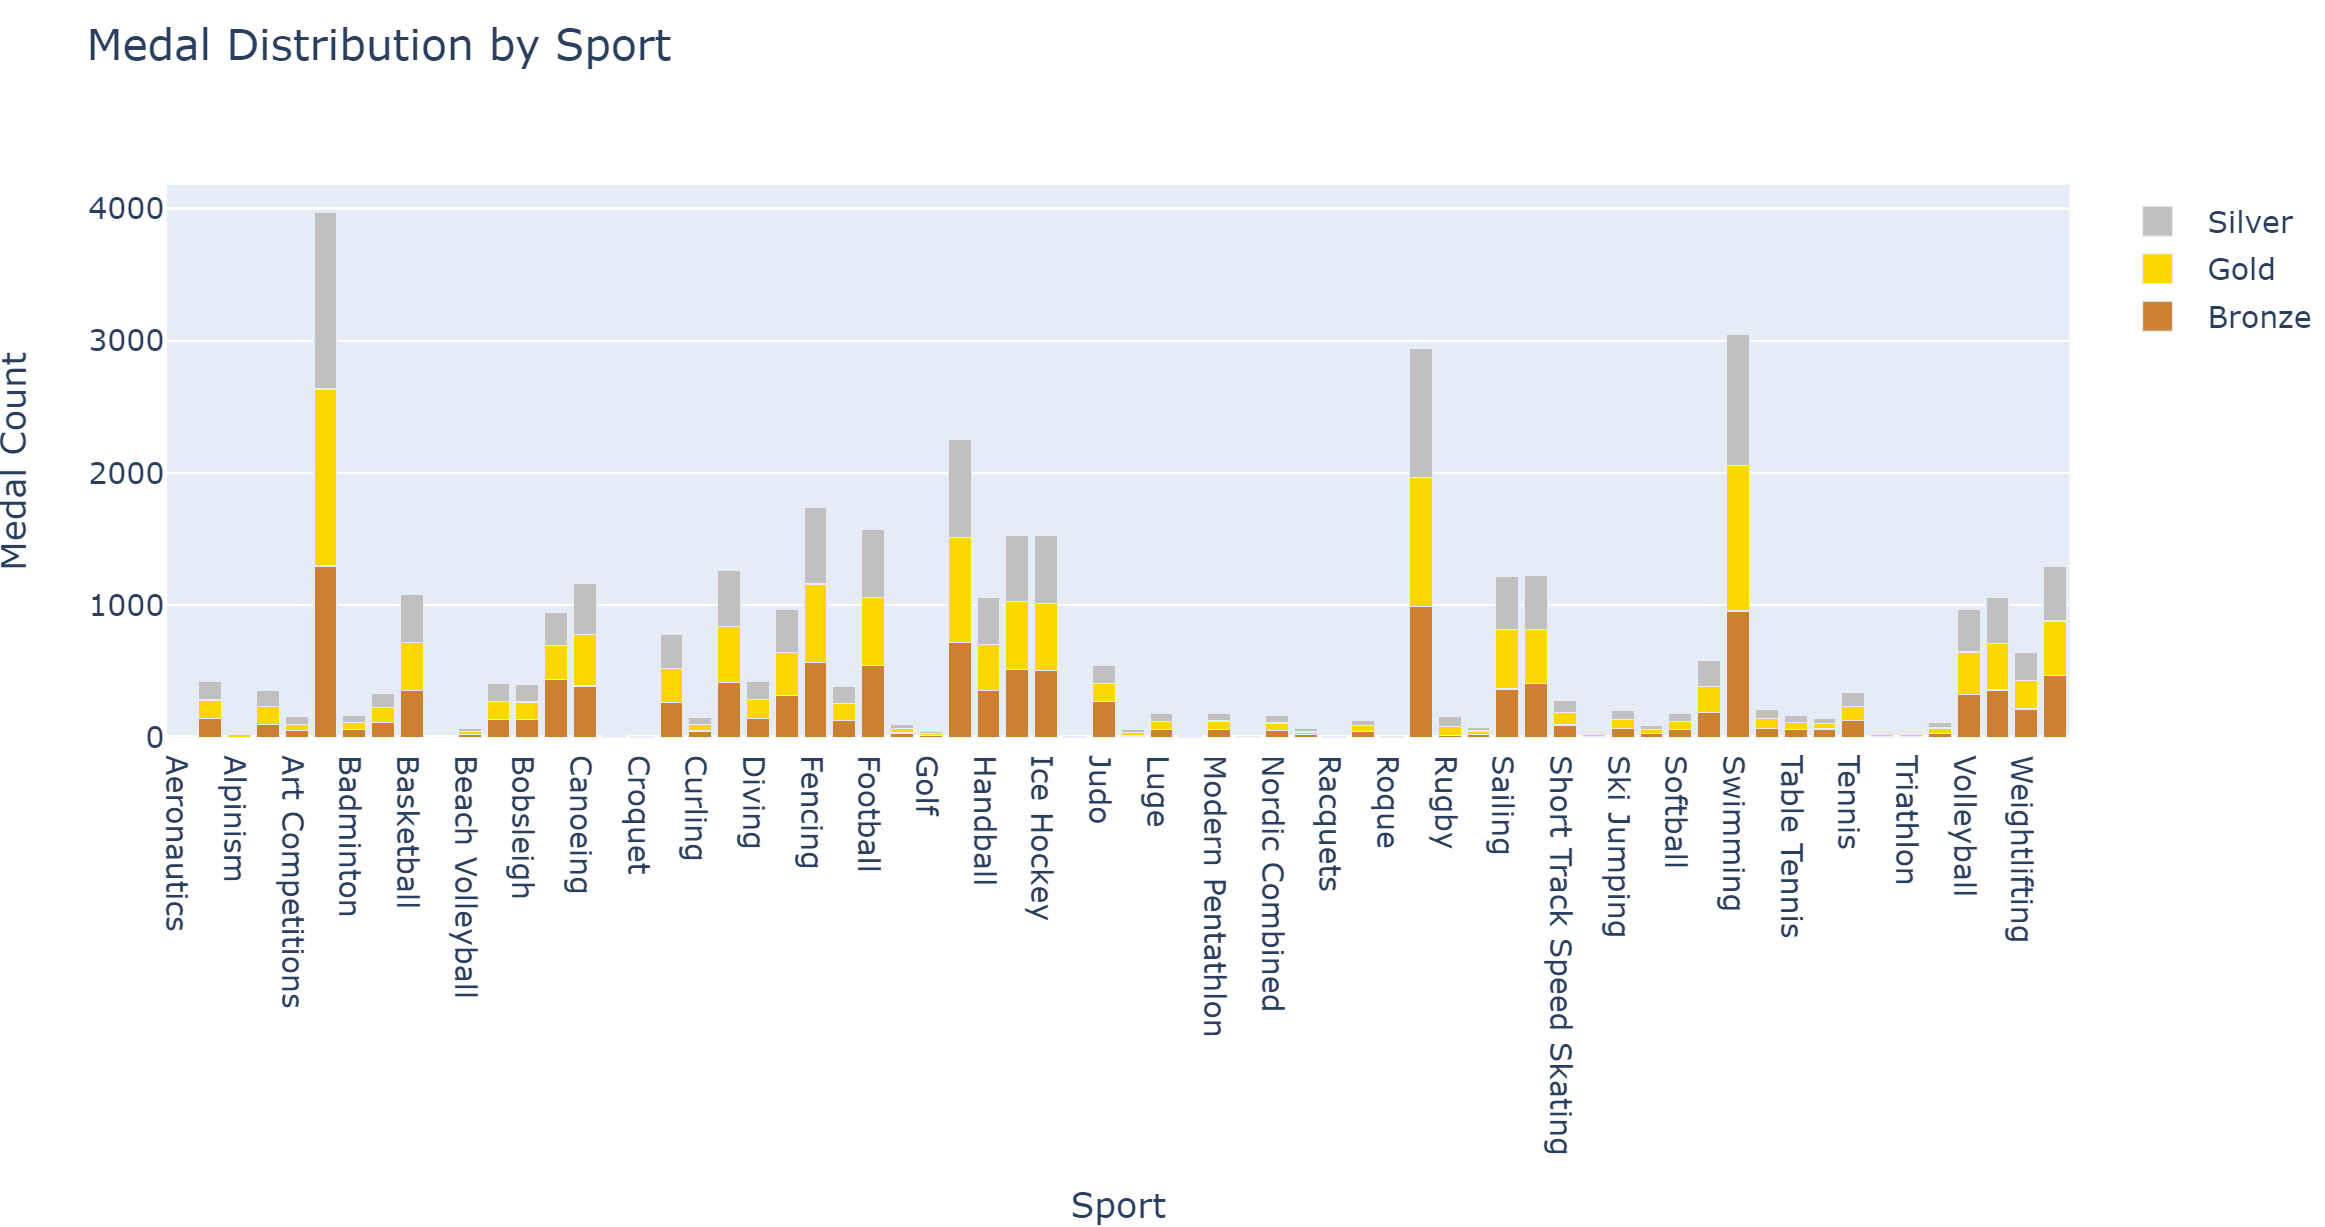 Medal Distribution by Sport
Medal Count
4000
3000
2000
1000
0
Silver
Gold
Bronze
Aeronautics
Alpinism
Art Competitions
Badminton
Basketball
Beach Volleyball
Bobsleigh
Canoeing
Croquet
Curling
Diving
Fencing
Football
Golf
Handball
Ice Hockey
Judo
Luge
Modern Pentathlon
Nordic Combined
Racquets
Roque
Rugby
Sailing
Short Track Speed Skating
Ski Jumping
Softball
Swimming
Table Tennis
Tennis
Triathlon
Volleyball
Weightlifting
Sport